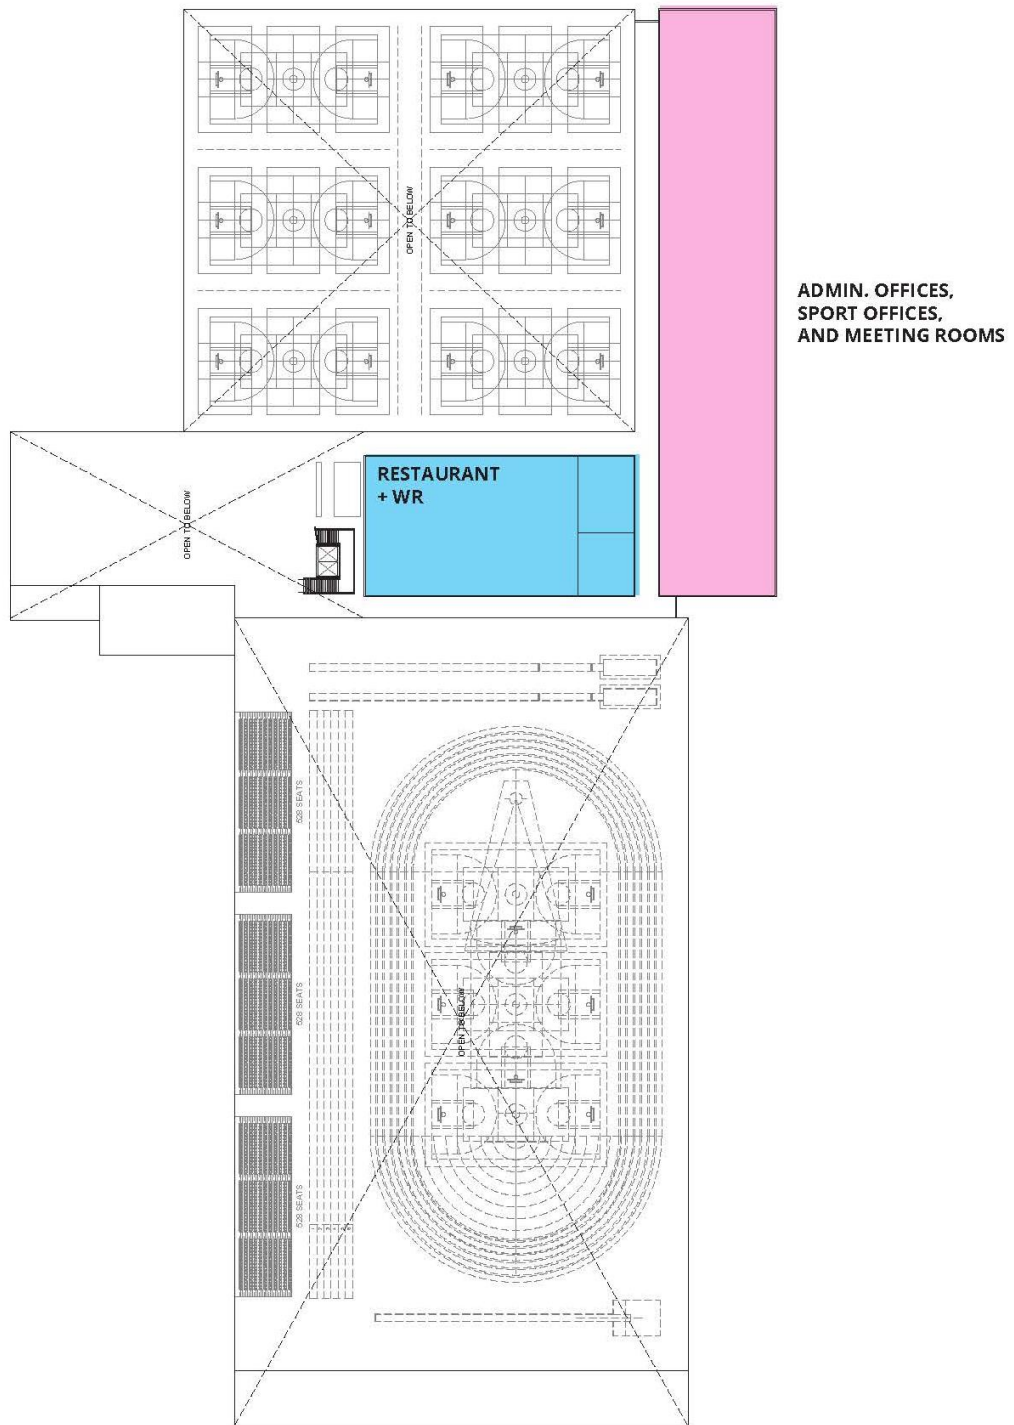 OPEN TO BELOW
ADMIN. OFFICES,
SPORT OFFICES,
AND MEETING ROOMS
RESTAURANT
+ WR
OPEN TO BELOW
528 SEATS
528 SEATS
OPEN TO BELOW
528 SEATS